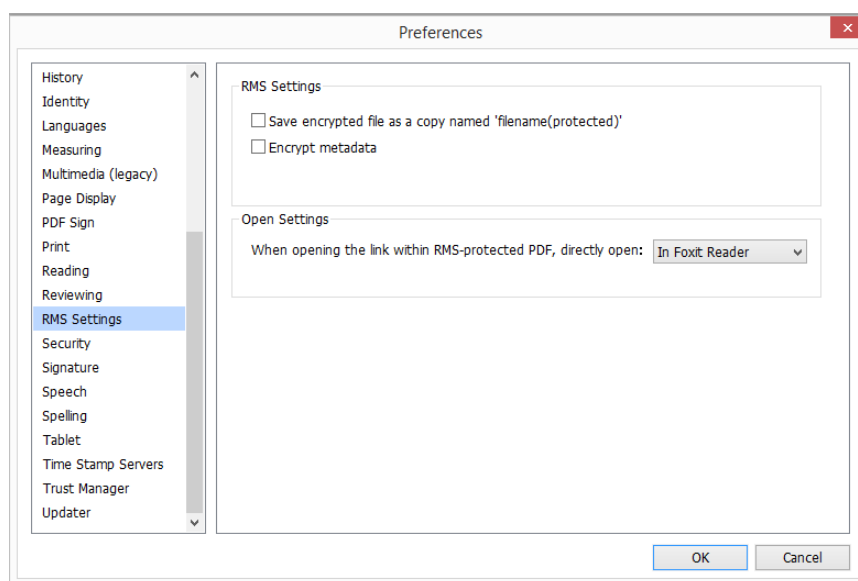 Preferences
History
Identity
Languages
Measuring
Multimedia (legacy)
Page Display
PDF Sign
Print
Reading
Reviewing
RMS Settings
Security
Signature
Speech
Spelling
Tablet
Time Stamp Servers
Trust Manager
Updater
RMS Settings
Save encrypted file as a copy named 'filename(protected)'
Encrypt metadata
Open Settings
When opening the link within RMS-protected PDF, directly open: In Foxit Reader
OK Cancel